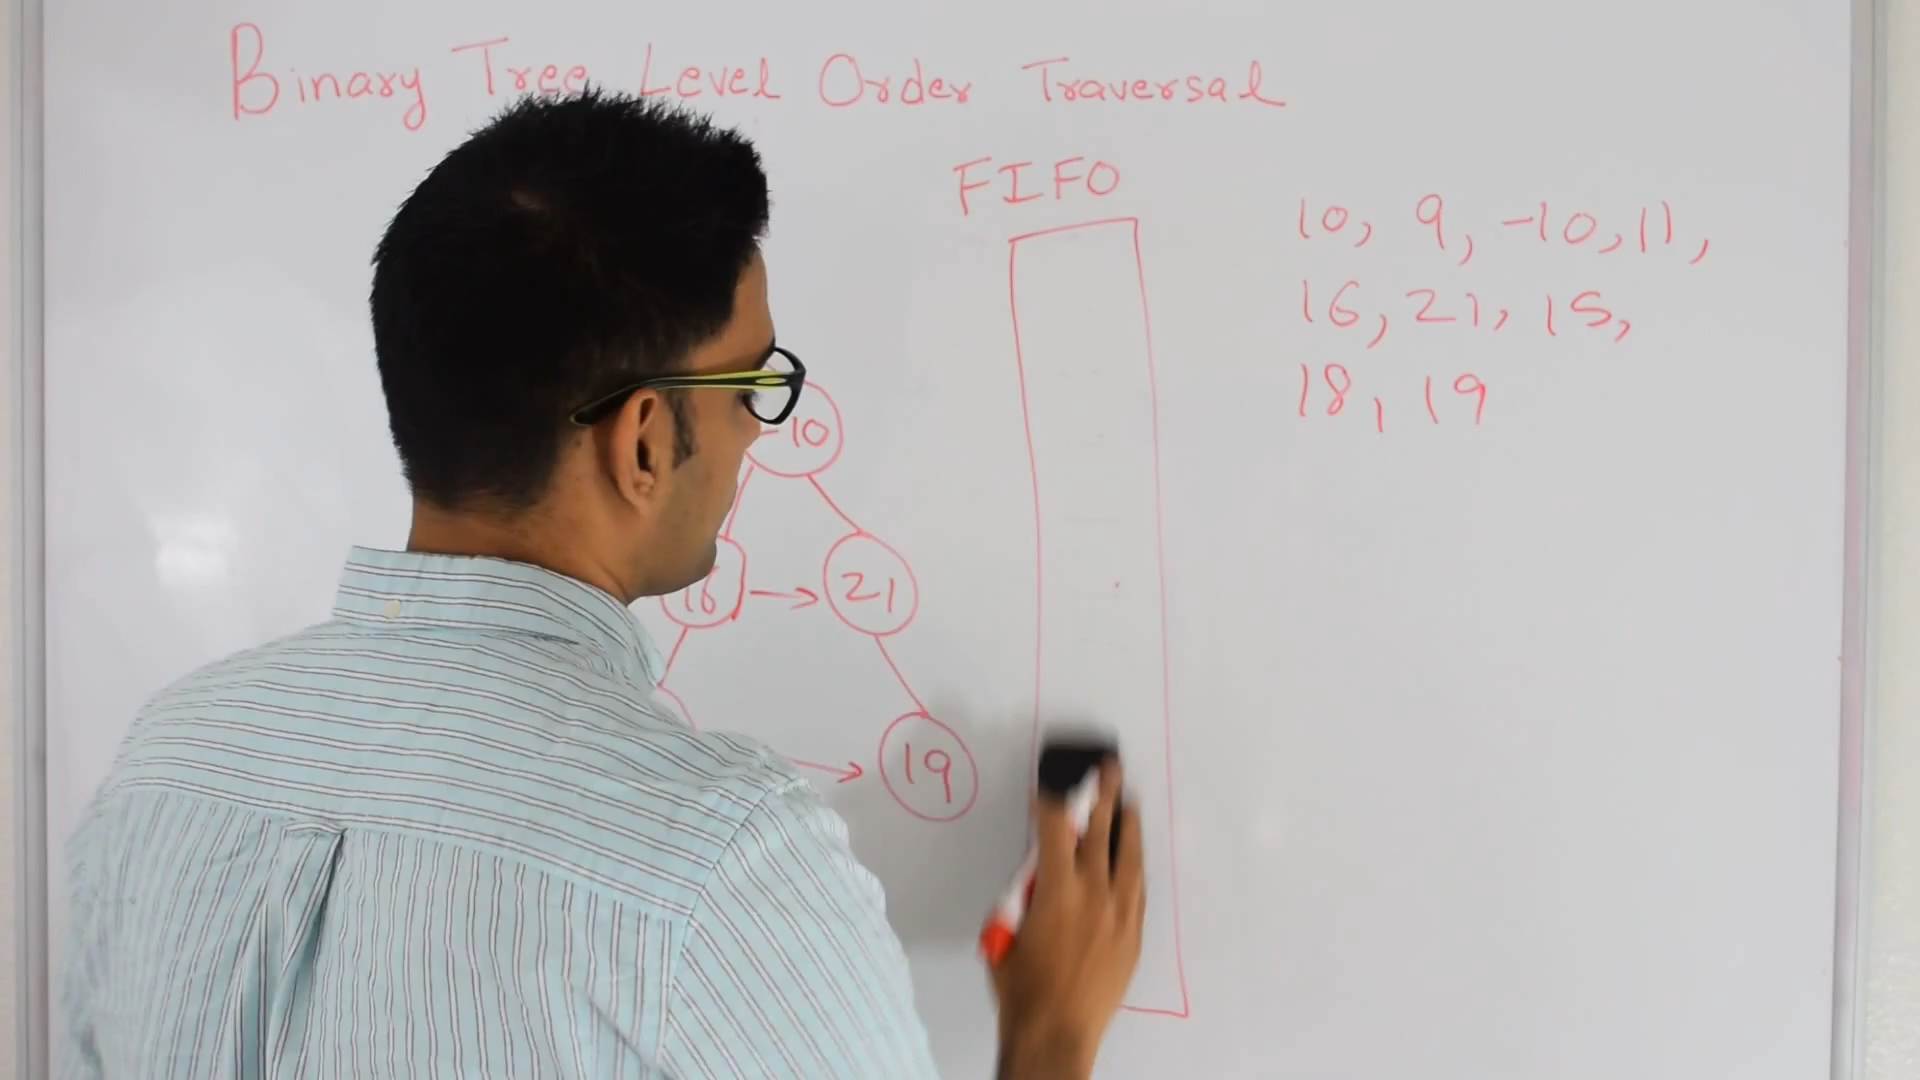 Binary Tree Level Order Traversal
FIFO
10, 9, -10, 11,
16, 21, 15,
18, 19
-10
16 → 21
→ 19